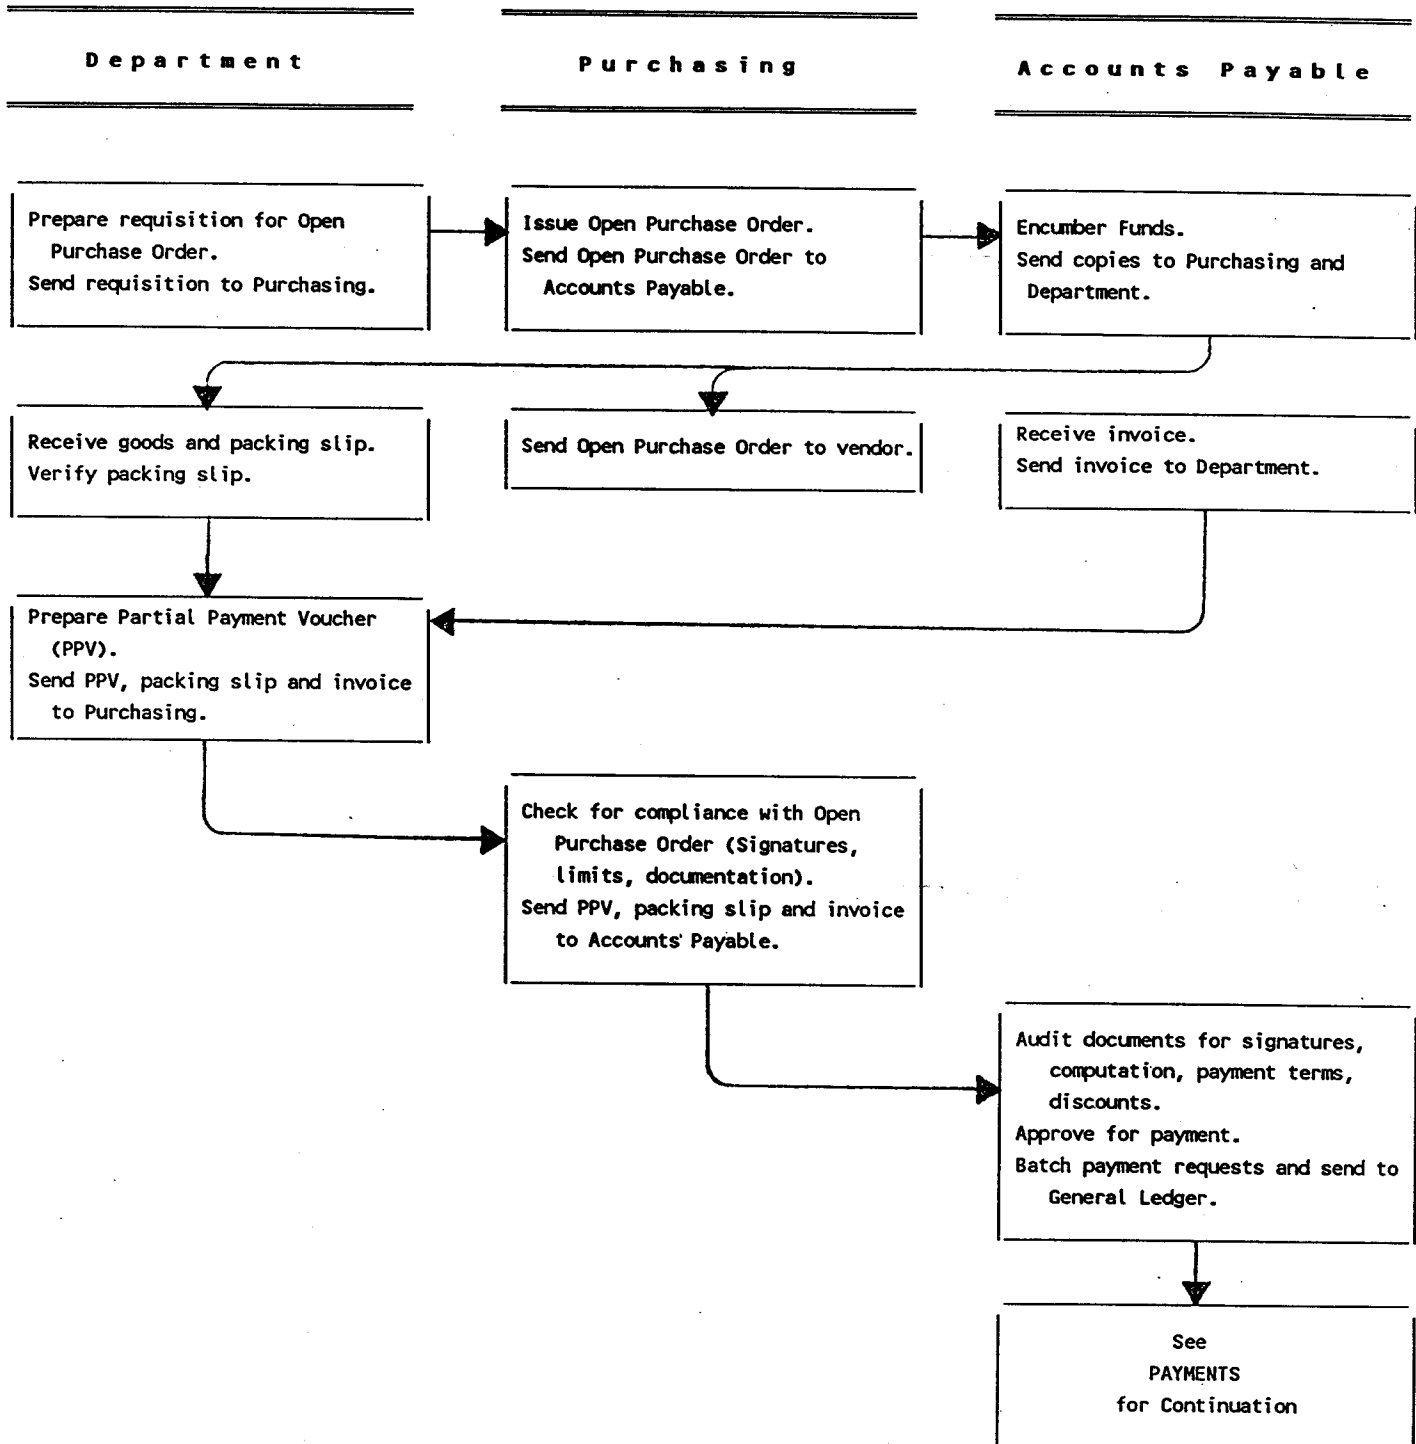 Department
Purchasing
Accounts Payable
Prepare requisition for Open
Purchase Order.
Send requisition to Purchasing.
Issue Open Purchase Order.
Send Open Purchase Order to
Accounts Payable.
Encumber Funds.
Send copies to Purchasing and
Department.
Receive goods and packing slip.
Verify packing slip.
Send Open Purchase Order to vendor.
Receive invoice.
Send invoice to Department.
Prepare Partial Payment Voucher
(PPV).
Send PPV, packing slip and invoice
to Purchasing.
Check for compliance with Open
Purchase Order (Signatures,
limits, documentation).
Send PPV, packing slip and invoice
to Accounts Payable.
Audit documents for signatures,
computation, payment terms,
discounts.
Approve for payment.
Batch payment requests and send to
General Ledger.
See
PAYMENTS
for Continuation